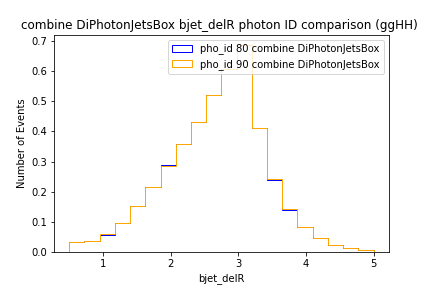 combine DiPhotonJetsBox bjet_delR photon ID comparison (ggHH)
pho_id 80 combine DiPhotonJetsBox
pho_id 90 combine DiPhotonJetsBox
Number of Events
0.7
0.6
0.5
0.4
0.3
0.2
0.1
0.0
1 2 3 4 5
bjet_delR